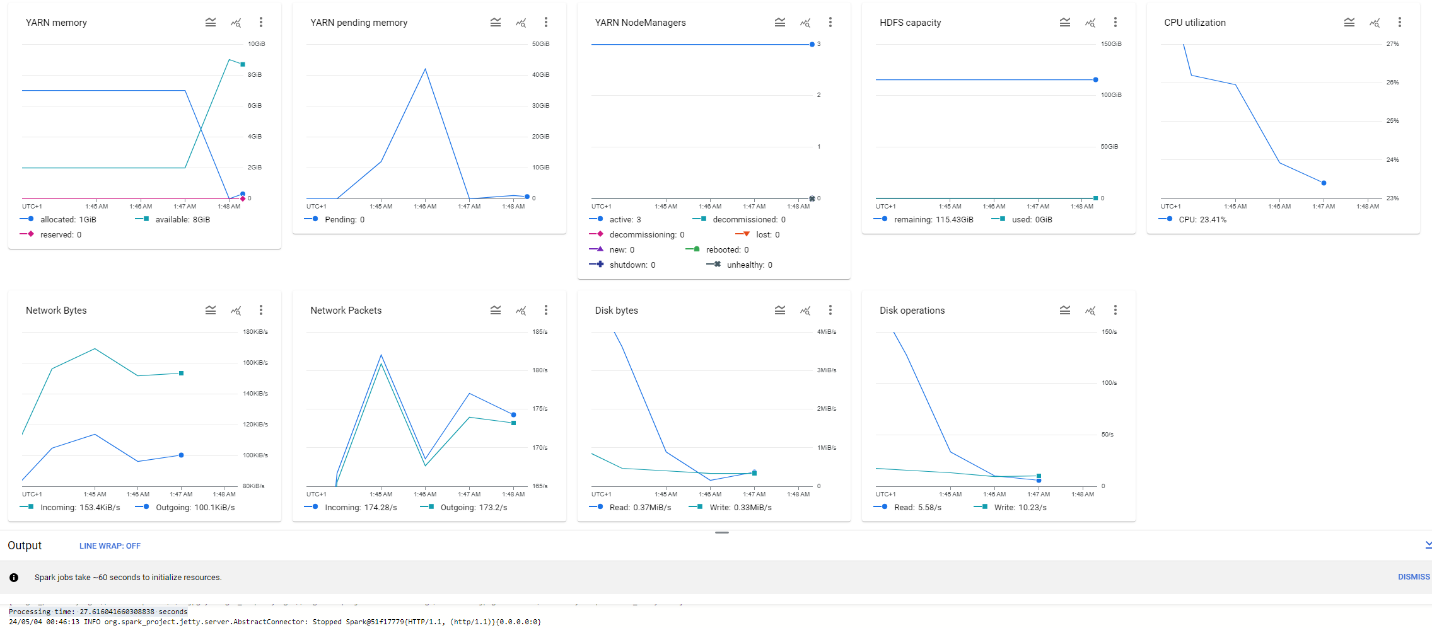 YARN memory
10GiB
8GiB
6GiB
4GiB
2GiB
0
UTC+1 1:45 AM 1:46 AM 1:47 AM 1:48 AM
allocated: 1GiB available: 8GiB
reserved: 0
YARN pending memory
50GiB
40GiB
30GiB
20GiB
10GiB
0
UTC+1 1:45 AM 1:46 AM 1:47 AM 1:48 AM
Pending: 0
YARN NodeManagers
3
2
1
0
UTC+1 1:45 AM 1:46 AM 1:47 AM 1:48 AM
active: 3 decommissioned: 0
decommissioning: 0 lost: 0
new: 0 rebooted: 0
shutdown: 0 unhealthy: 0
HDFS capacity
150GiB
100GiB
50GiB
0
UTC+1 1:45 AM 1:46 AM 1:47 AM 1:48 AM
remaining: 115.43GiB used: 0GiB
CPU utilization
27%
26%
25%
24%
23%
UTC+1 1:45 AM 1:46 AM 1:47 AM 1:48 AM
CPU: 23.41%
Network Bytes
180KiB/s
160KiB/s
140KiB/s
120KiB/s
100KiB/s
80KiB/s
UTC+1 1:45 AM 1:46 AM 1:47 AM 1:48 AM
Incoming: 153.4KiB/s Outgoing: 100.1KiB/s
Network Packets
185/s
180/s
175/s
170/s
165/s
UTC+1 1:45 AM 1:46 AM 1:47 AM 1:48 AM
Incoming: 174.28/s Outgoing: 173.2/s
Disk bytes
4MiB/s
3MiB/s
2MiB/s
1MiB/s
0
UTC+1 1:45 AM 1:46 AM 1:47 AM 1:48 AM
Read: 0.37MiB/s Write: 0.33MiB/s
Disk operations
150/s
100/s
50/s
0
UTC+1 1:45 AM 1:46 AM 1:47 AM 1:48 AM
Read: 5.58/s Write: 10.23/s
Output LINE WRAP: OFF
Spark jobs take ~60 seconds to initialize resources. DISMISS
Processing time: 27.616041660308838 seconds
24/05/04 00:46:13 INFO org.spark_project.jetty.server.AbstractConnector: Stopped Spark@51f17779{HTTP/1.1, (http/1.1)}{0.0.0.0:0}